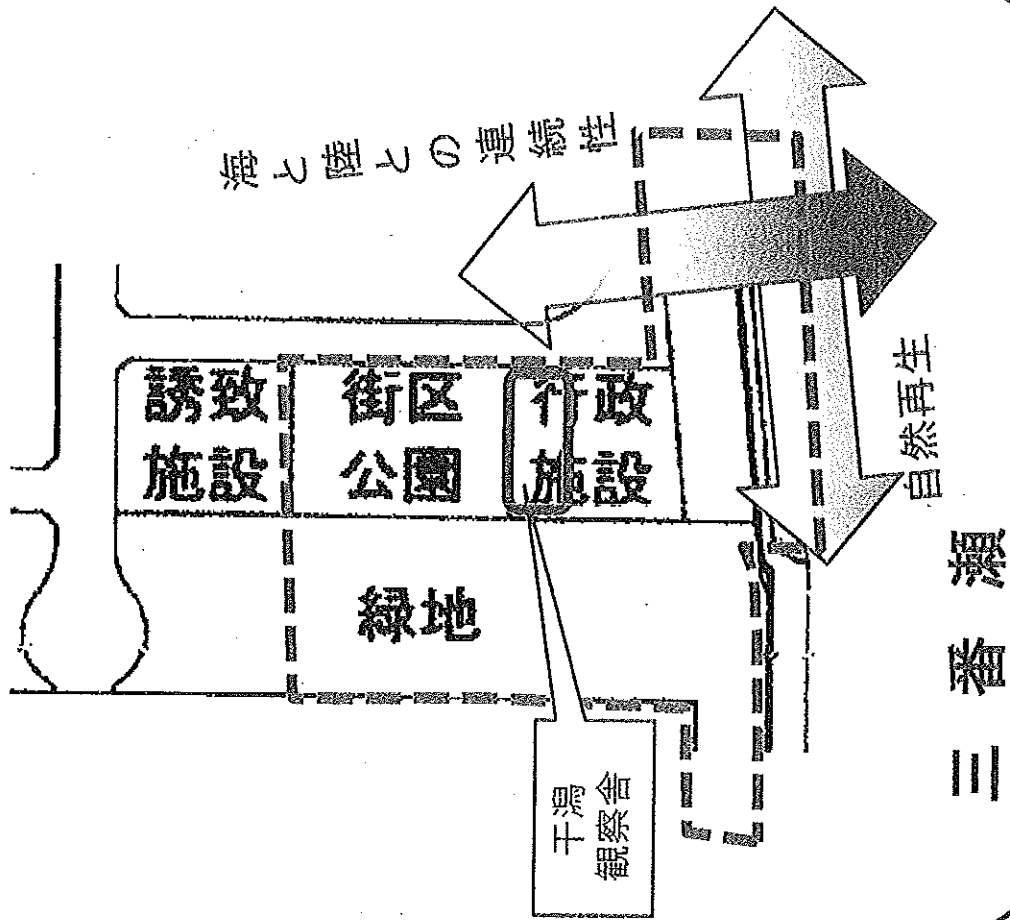 海と陸との連続性
誘致
施設
街区
公園
行政
施設
緑地
干潟
観察舎
自然再生
三番瀬